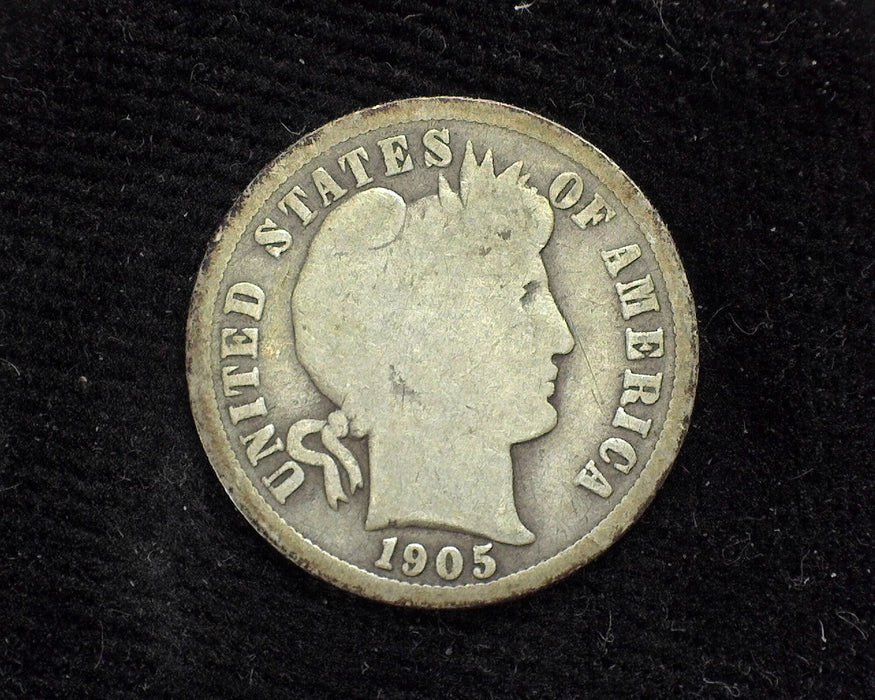 UNITED STATES OF AMERICA
1905